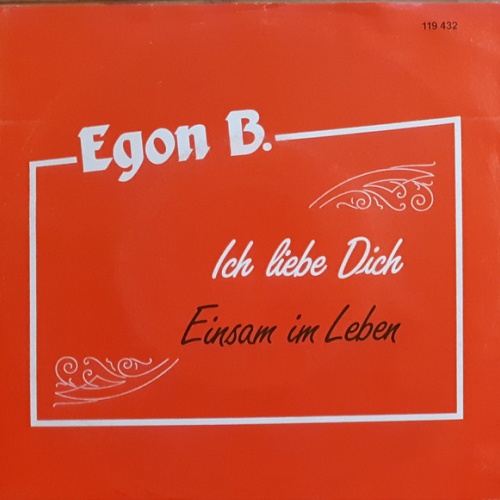 119 432
Egon B.
Ich liebe Dich
Einsam im Leben